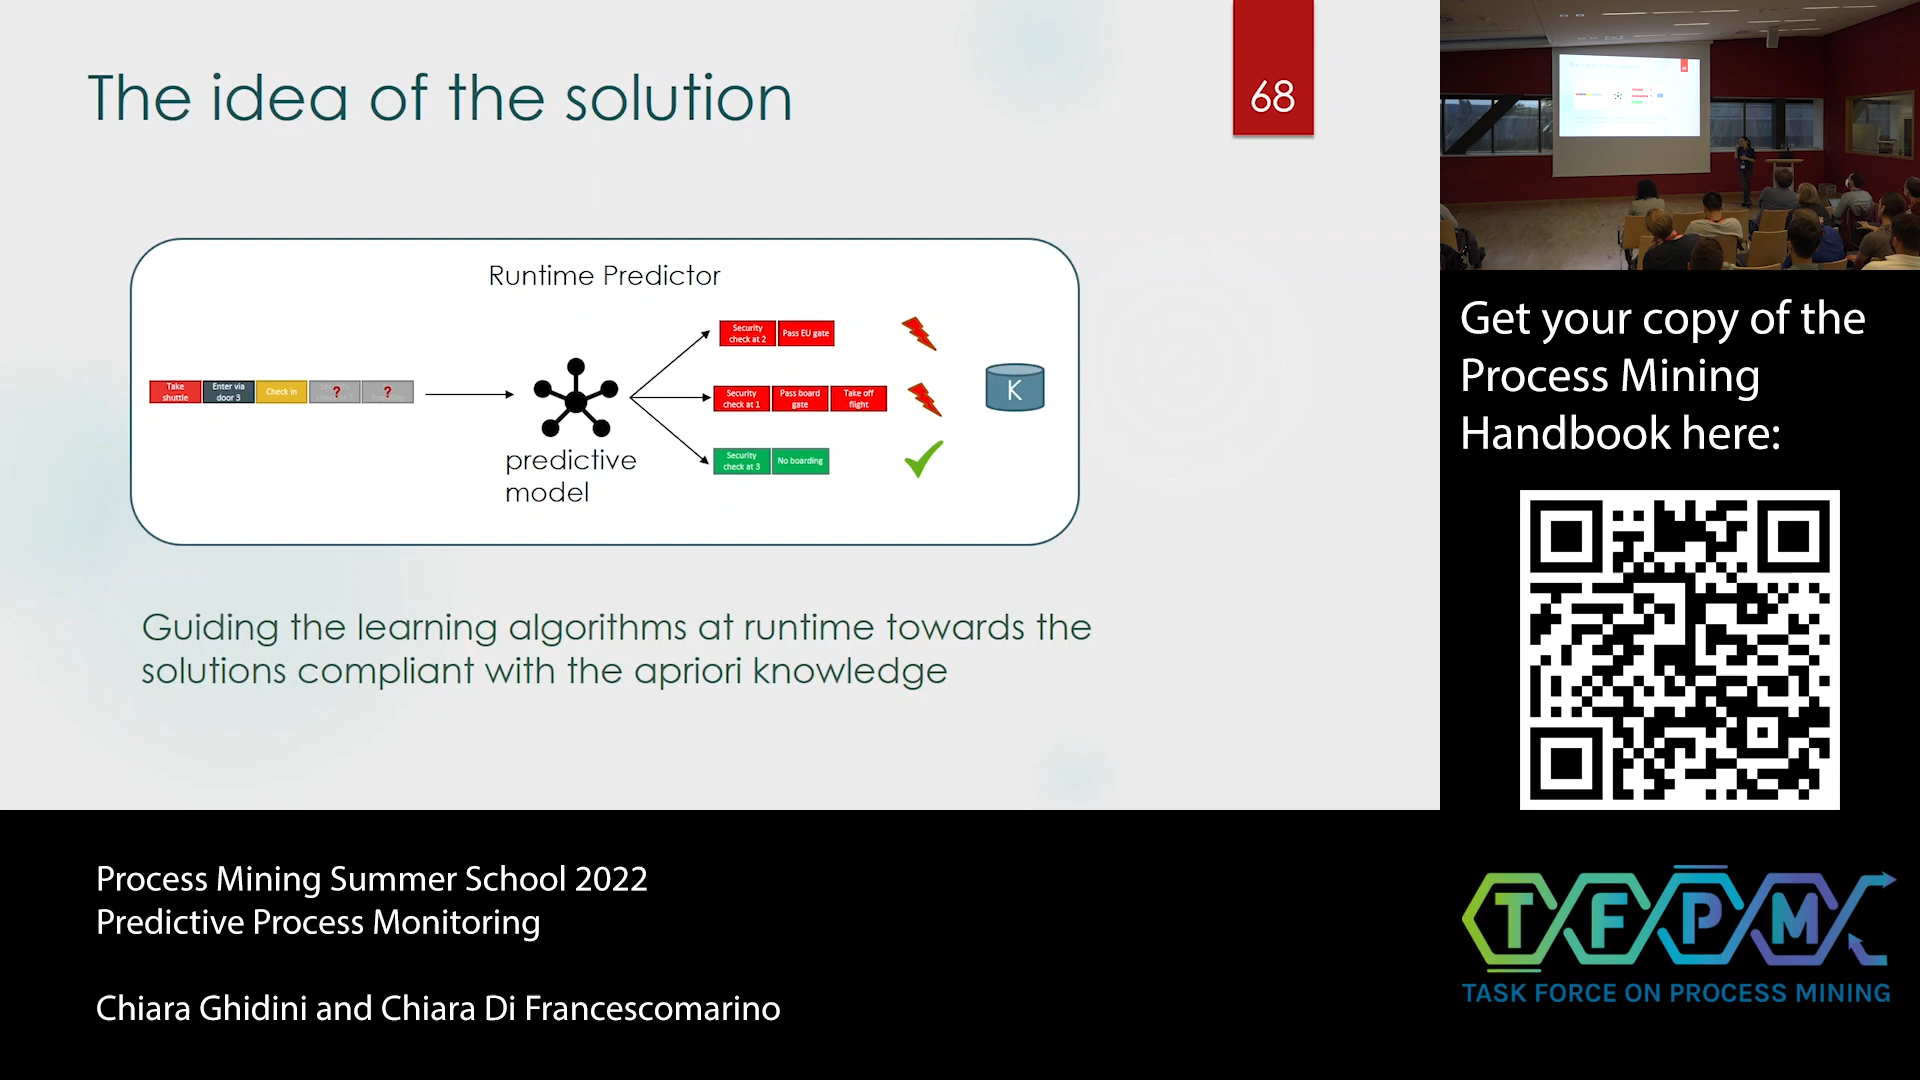 The idea of the solution
68
Runtime Predictor
Take
shuttle
Enter via
door 3
Check in
?
?
predictive
model
Security
check at 2
Pass EU gate
Security
check at 1
Pass board
gate
Take off
flight
Security
check at 3
No boarding
K
Guiding the learning algorithms at runtime towards the
solutions compliant with the apriori knowledge
Get your copy of the
Process Mining
Handbook here:
Process Mining Summer School 2022
Predictive Process Monitoring
Chiara Ghidini and Chiara Di Francescomarino
TFPM
TASK FORCE ON PROCESS MINING